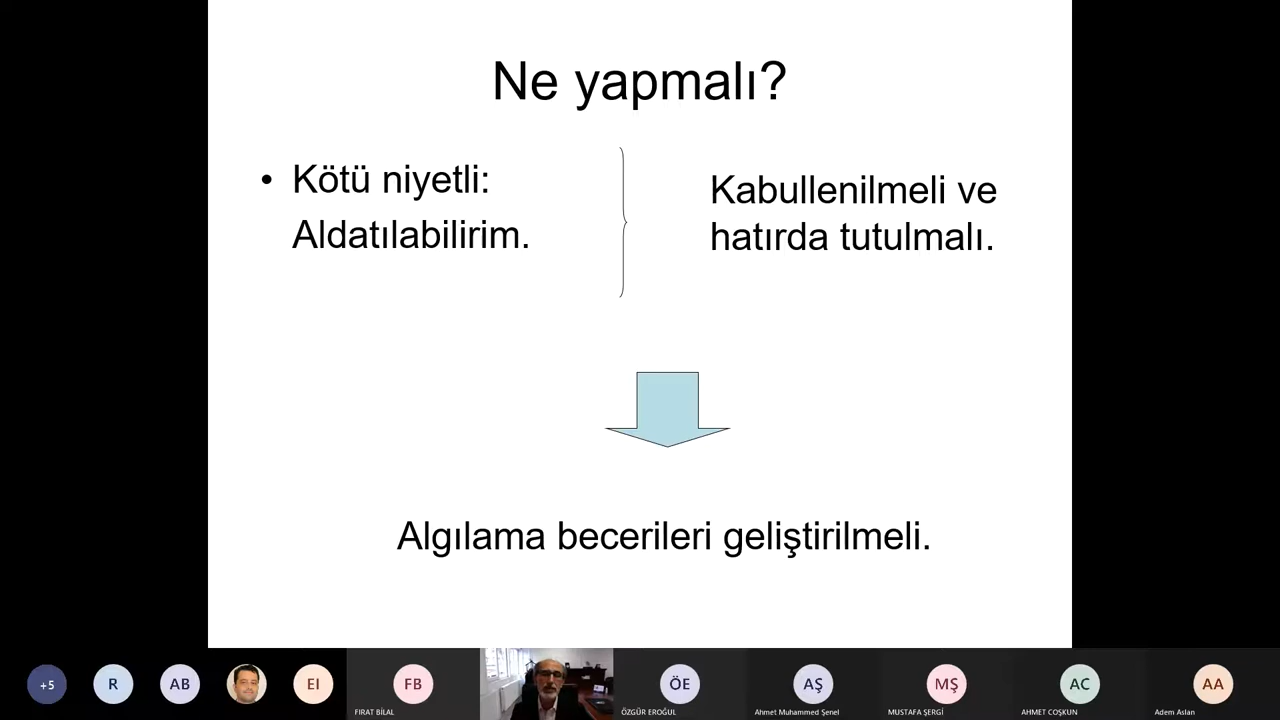 Ne yapmalı?
• Kötü niyetli:
Aldatılabilirim.
Kabullenilmeli ve
hatırda tutulmalı.
Algılama becerileri geliştirilmeli.
+5
R
AB
EI
FB
FIRAT BİLAL
ÖE
ÖZGÜR EROĞUL
AŞ
Ahmet Muhammed Şenel
MŞ
MUSTAFA ŞERGİ
AC
AHMET COŞKUN
AA
Adem Aslan